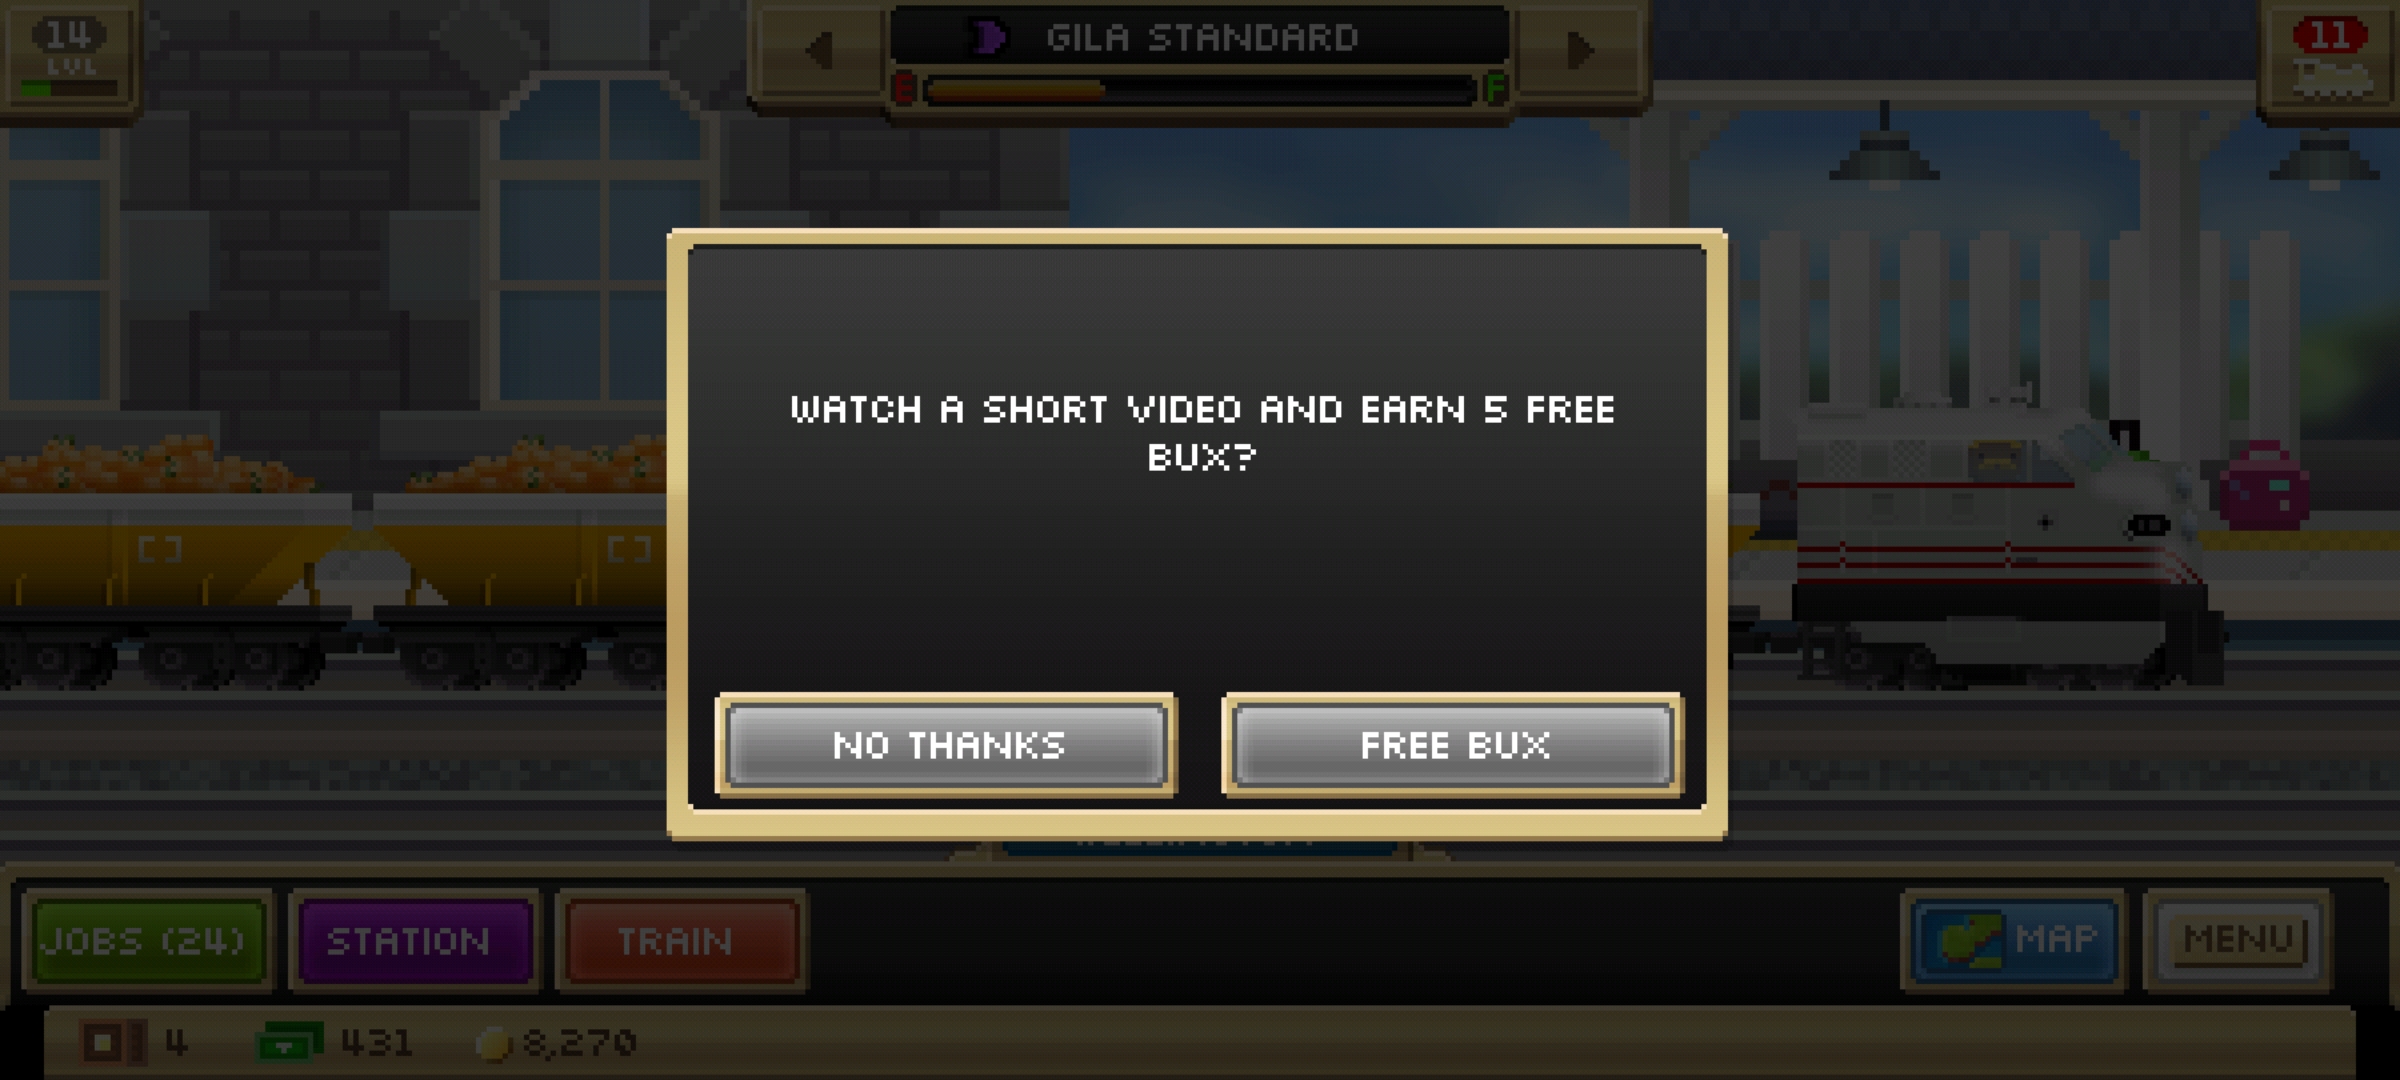 14
LVL
GILA STANDARD
E
F
11
WATCH A SHORT VIDEO AND EARN 5 FREE
BUX?
NO THANKS
FREE BUX
JOBS (24)
STATION
TRAIN
MAP
MENU
4
431
8,270